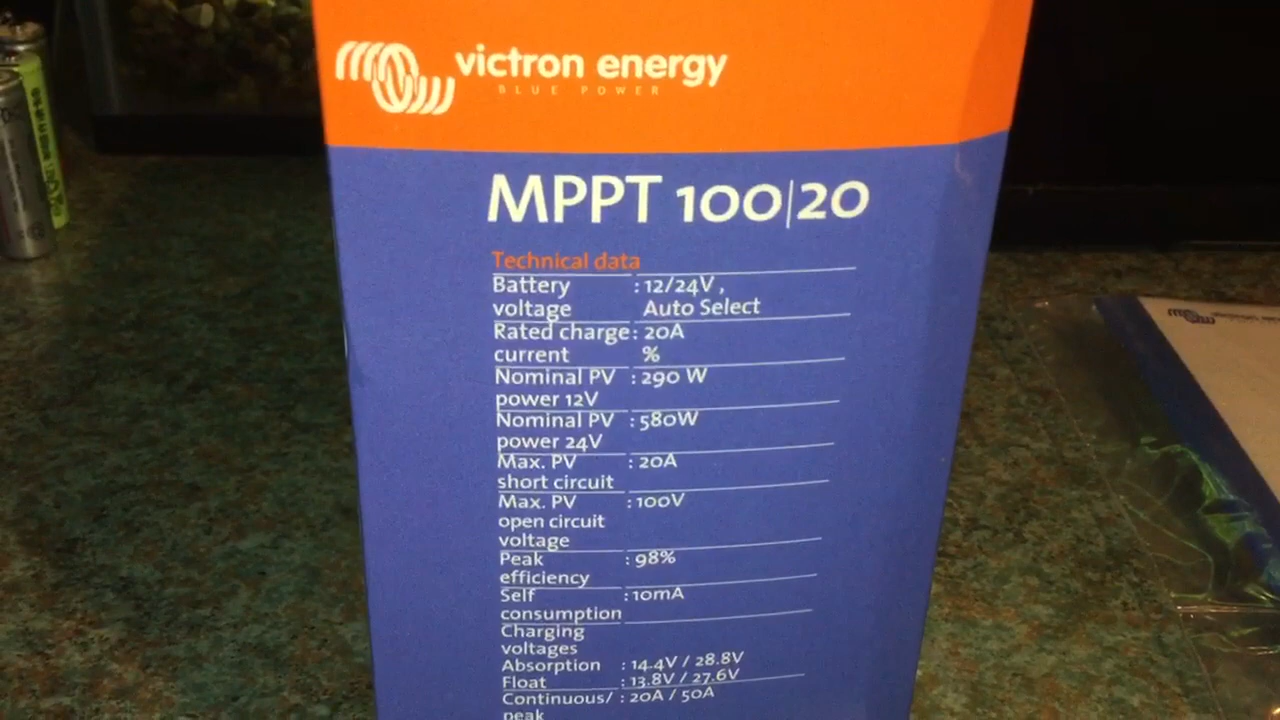 victron energy
BLUE POWER
MPPT 100|20
Technical data
Battery : 12/24V ,
voltage Auto Select
Rated charge: 20A
current %
Nominal PV : 290 W
power 12V
Nominal PV : 580W
power 24V
Max. PV : 20A
short circuit
Max. PV : 100V
open circuit
voltage
Peak : 98%
efficiency
Self : 10mA
consumption
Charging
voltages
Absorption : 14.4V / 28.8V
Float : 13.8V / 27.6V
Continuous/ : 20A / 50A
peak